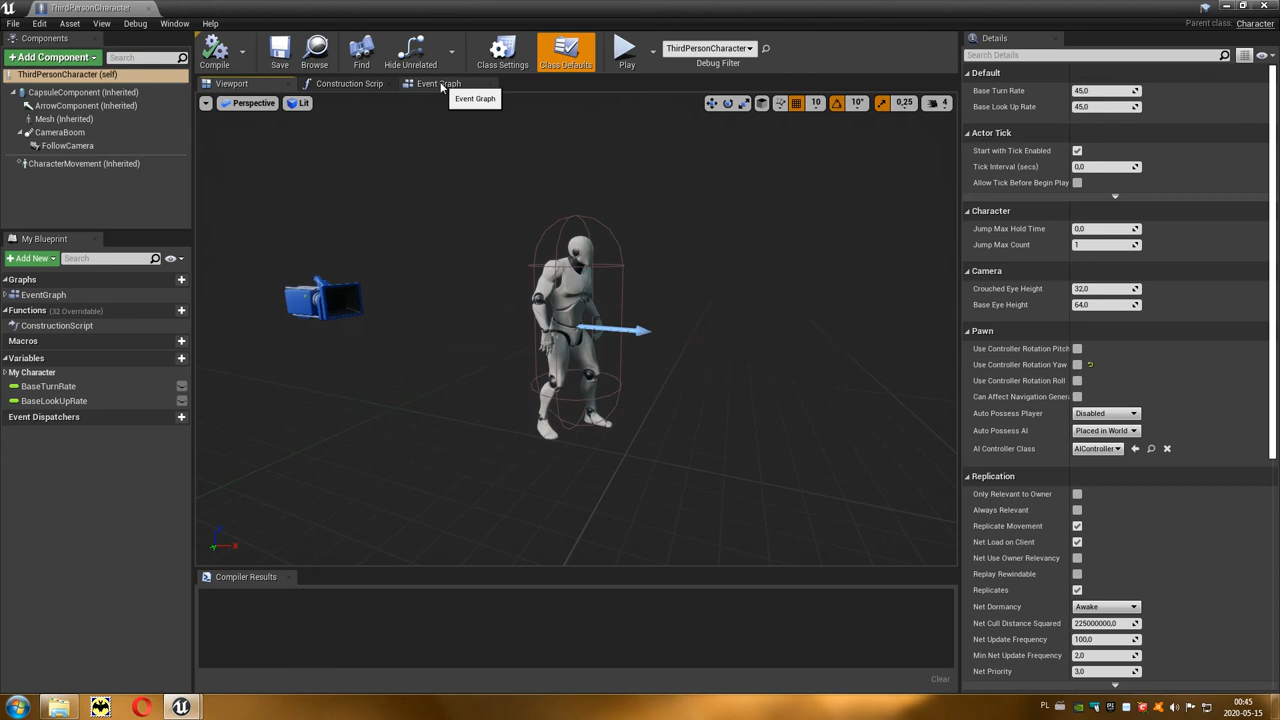 ThirdPersonCharacter
File Edit Asset View Debug Window Help
Parent class: Character
Components
Add Component Search
ThirdPersonCharacter (self)
CapsuleComponent (Inherited)
ArrowComponent (Inherited)
Mesh (Inherited)
CameraBoom
FollowCamera
CharacterMovement (Inherited)
My Blueprint
Add New Search
Graphs
EventGraph
Functions (32 Overridable)
ConstructionScript
Macros
Variables
My Character
BaseTurnRate
BaseLookUpRate
Event Dispatchers
Compile Save Browse Find Hide Unrelated Class Settings Class Defaults Play
ThirdPersonCharacter
Debug Filter
Viewport Construction Scrip Event Graph
Event Graph
Perspective Lit
10 10° 0,25 4
Compiler Results
Clear
Details
Search Details
Default
Base Turn Rate 45,0
Base Look Up Rate 45,0
Actor Tick
Start with Tick Enabled
Tick Interval (secs) 0,0
Allow Tick Before Begin Play
Character
Jump Max Hold Time 0,0
Jump Max Count 1
Camera
Crouched Eye Height 32,0
Base Eye Height 64,0
Pawn
Use Controller Rotation Pitch
Use Controller Rotation Yaw
Use Controller Rotation Roll
Can Affect Navigation Gener
Auto Possess Player Disabled
Auto Possess AI Placed in World
AI Controller Class AIController
Replication
Only Relevant to Owner
Always Relevant
Replicate Movement
Net Load on Client
Net Use Owner Relevancy
Replay Rewindable
Replicates
Net Dormancy Awake
Net Cull Distance Squared 225000000,0
Net Update Frequency 100,0
Min Net Update Frequency 2,0
Net Priority 3,0
PL
00:45
2020-05-15